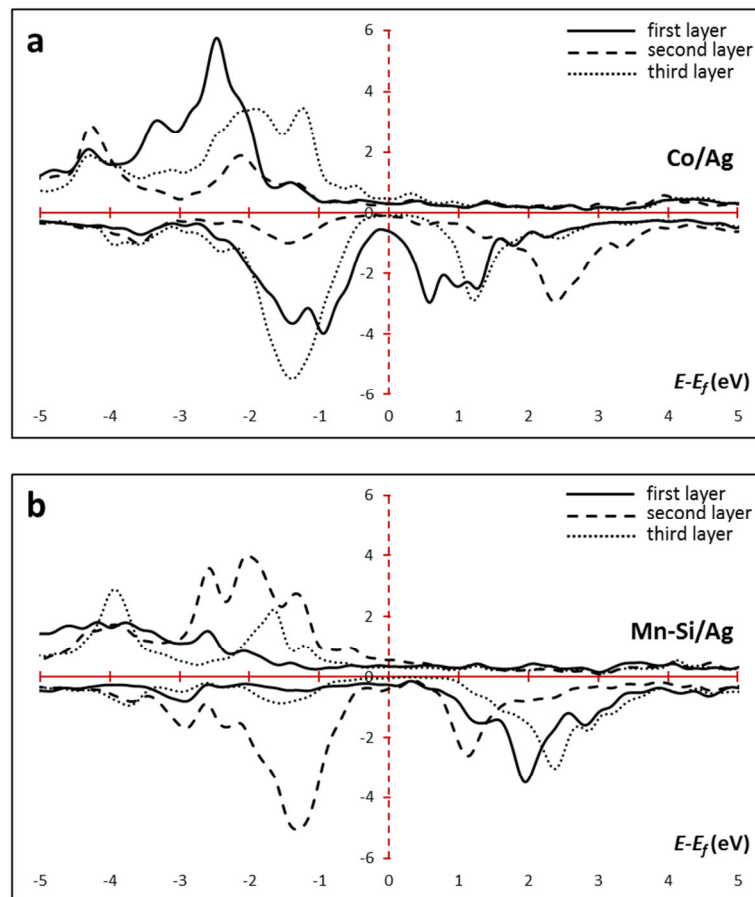 a
first layer
second layer
third layer
Co/Ag
6
4
2
0
-2
-4
-6
E-Ef (eV)
-5 -4 -3 -2 -1 0 1 2 3 4 5
b
first layer
second layer
third layer
Mn-Si/Ag
6
4
2
0
-2
-4
-6
E-Ef (eV)
-5 -4 -3 -2 -1 0 1 2 3 4 5